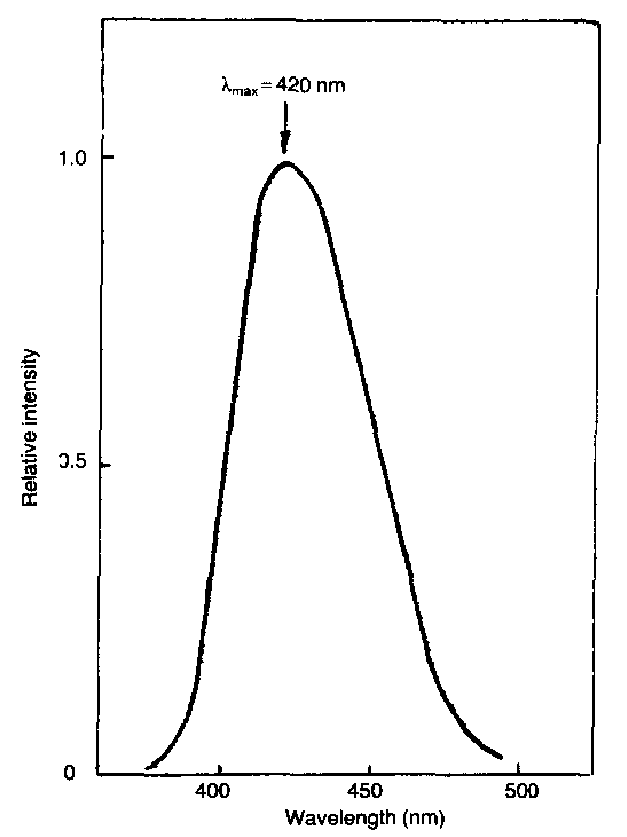 λmax=420 nm
1.0
0.5
0
400 450 500
Wavelength (nm)
Relative intensity